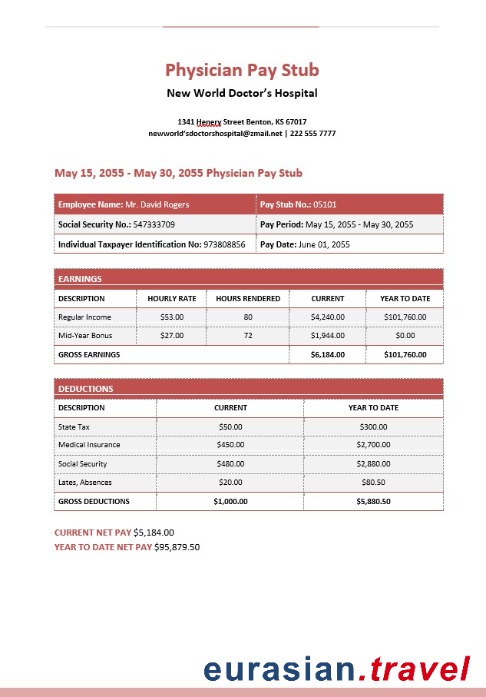 Physician Pay Stub
New World Doctor's Hospital
1341 Henery Street Benton, KS 67017
newworld'sdoctorshospital@zmail.net | 222 555 7777
May 15, 2055 - May 30, 2055 Physician Pay Stub
Employee Name: Mr. David Rogers Pay Stub No.: 05101
Social Security No.: 547333709 Pay Period: May 15, 2055 - May 30, 2055
Individual Taxpayer Identification No: 973808856 Pay Date: June 01, 2055
EARNINGS
DESCRIPTION HOURLY RATE HOURS RENDERED CURRENT YEAR TO DATE
Regular Income $53.00 80 $4,240.00 $101,760.00
Mid-Year Bonus $27.00 72 $1,944.00 $0.00
GROSS EARNINGS $6,184.00 $101,760.00
DEDUCTIONS
DESCRIPTION CURRENT YEAR TO DATE
State Tax $50.00 $300.00
Medical Insurance $450.00 $2,700.00
Social Security $480.00 $2,880.00
Lates, Absences $20.00 $80.50
GROSS DEDUCTIONS $1,000.00 $5,880.50
CURRENT NET PAY $5,184.00
YEAR TO DATE NET PAY $95,879.50
eurasian.travel